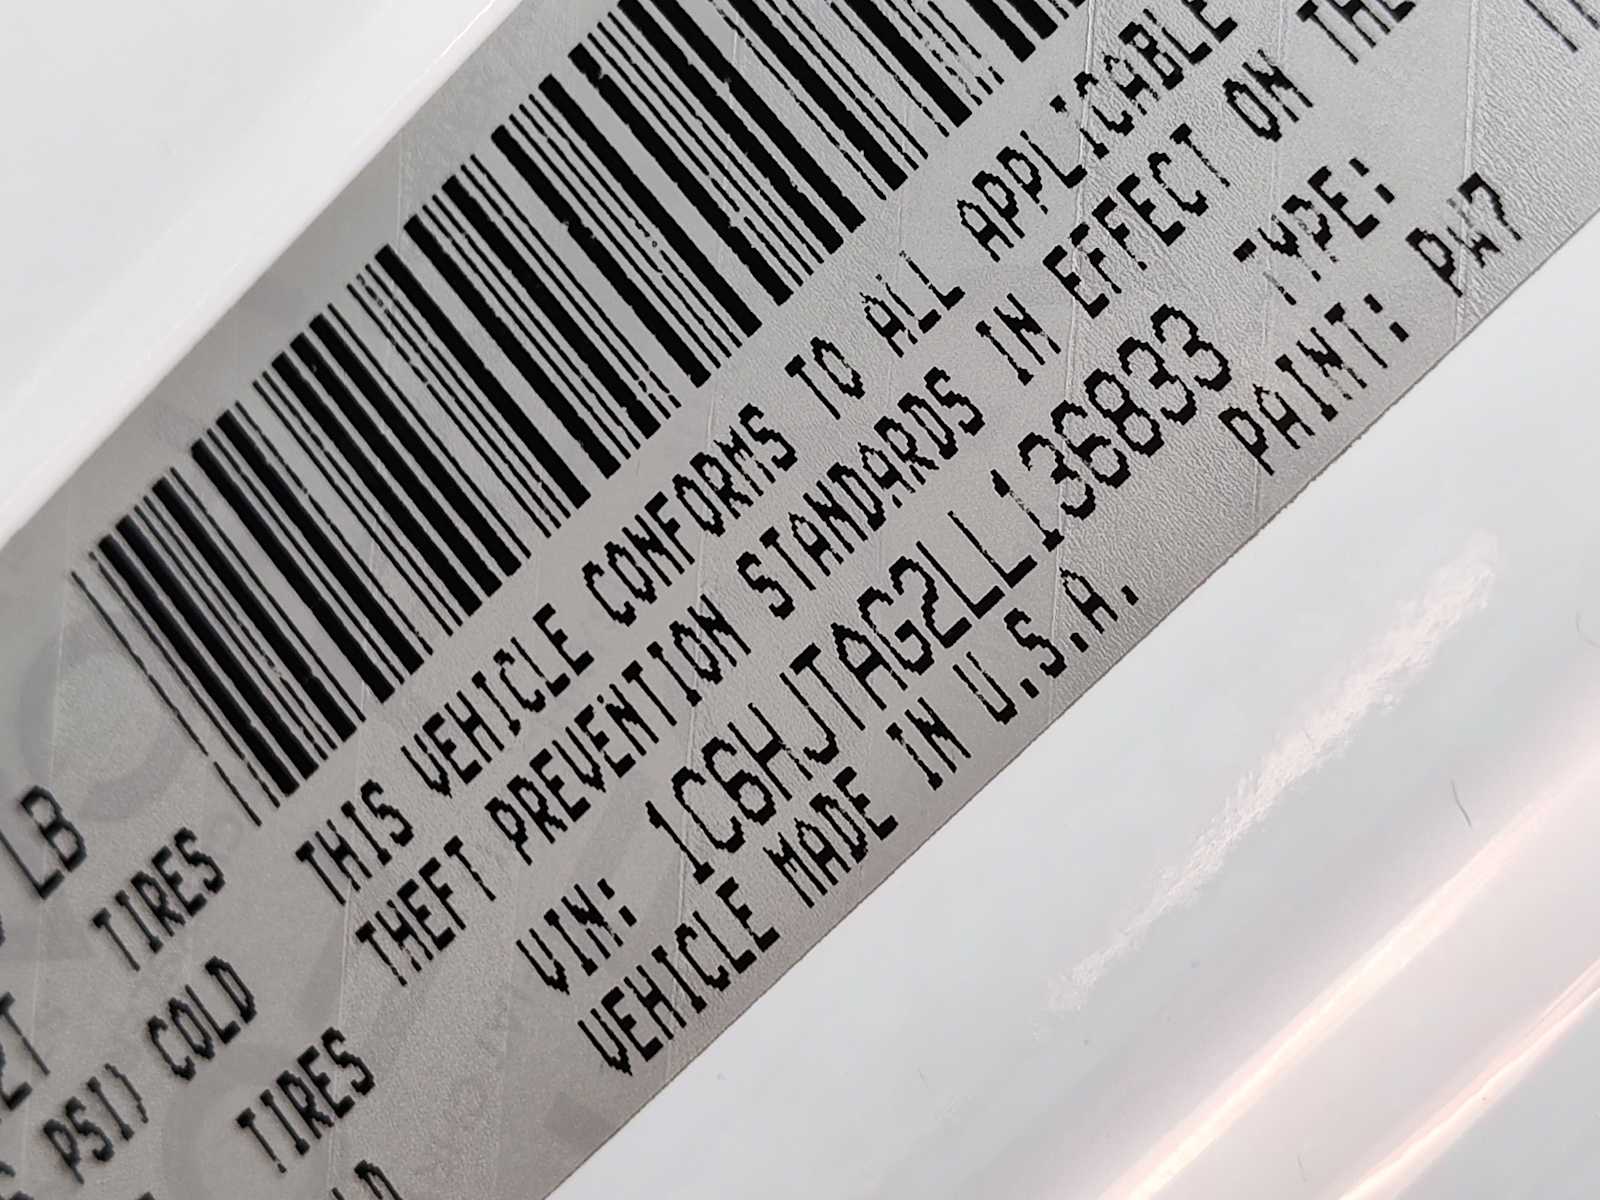 LB
TIRES
PSI) COLD
TIRES
THIS VEHICLE CONFORMS TO ALL APPLICABLE
THEFT PREVENTION STANDARDS IN EFFECT ON THE
VIN: 1C6HJTAG2LL136833 TYPE:
VEHICLE MADE IN U.S.A. PAINT: PW7